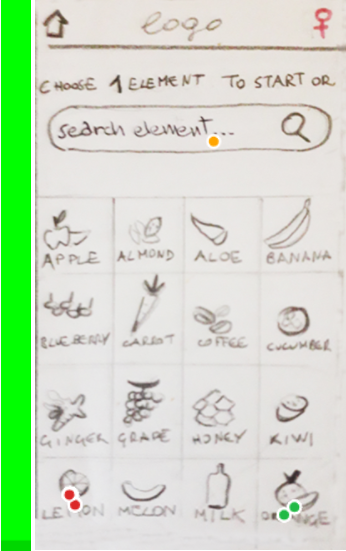 logo
CHOOSE 1 ELEMENT TO START OR
search element...
APPLE ALMOND ALOE BANANA
BLUEBERRY CARROT COFFEE CUCUMBER
GINGER GRAPE HONEY KIWI
LEMON MELON MILK ORANGE